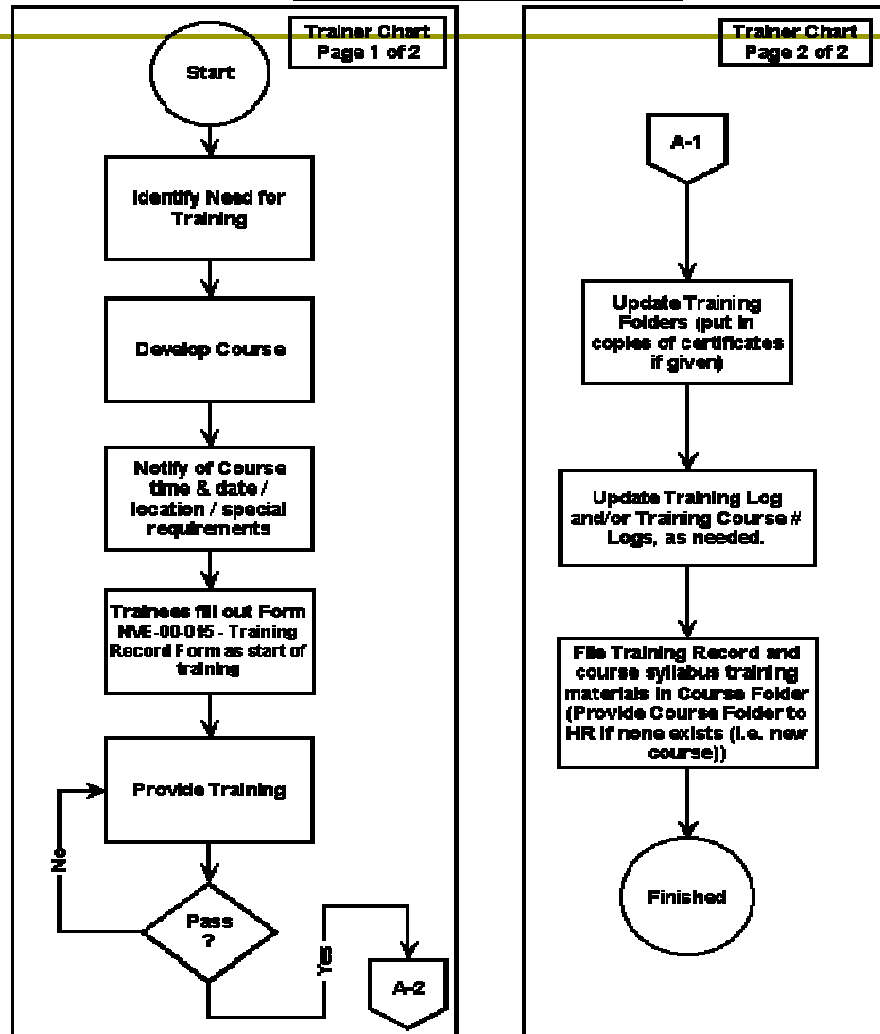 Trainer Chart
Page 1 of 2
Start
Identify Need for
Training
Develop Course
Notify of Course
time & date /
location / special
requirements
Trainees fill out Form
NVE-00-015 - Training
Record Form as start of
training
Provide Training
No
Pass
?
Yes
A-2
Trainer Chart
Page 2 of 2
A-1
Update Training
Folders (put in
copies of certificates
if given)
Update Training Log
and/or Training Course #
Logs, as needed.
File Training Record and
course syllabus training
materials in Course Folder
(Provide Course Folder to
HR if none exists (i.e. new
course))
Finished